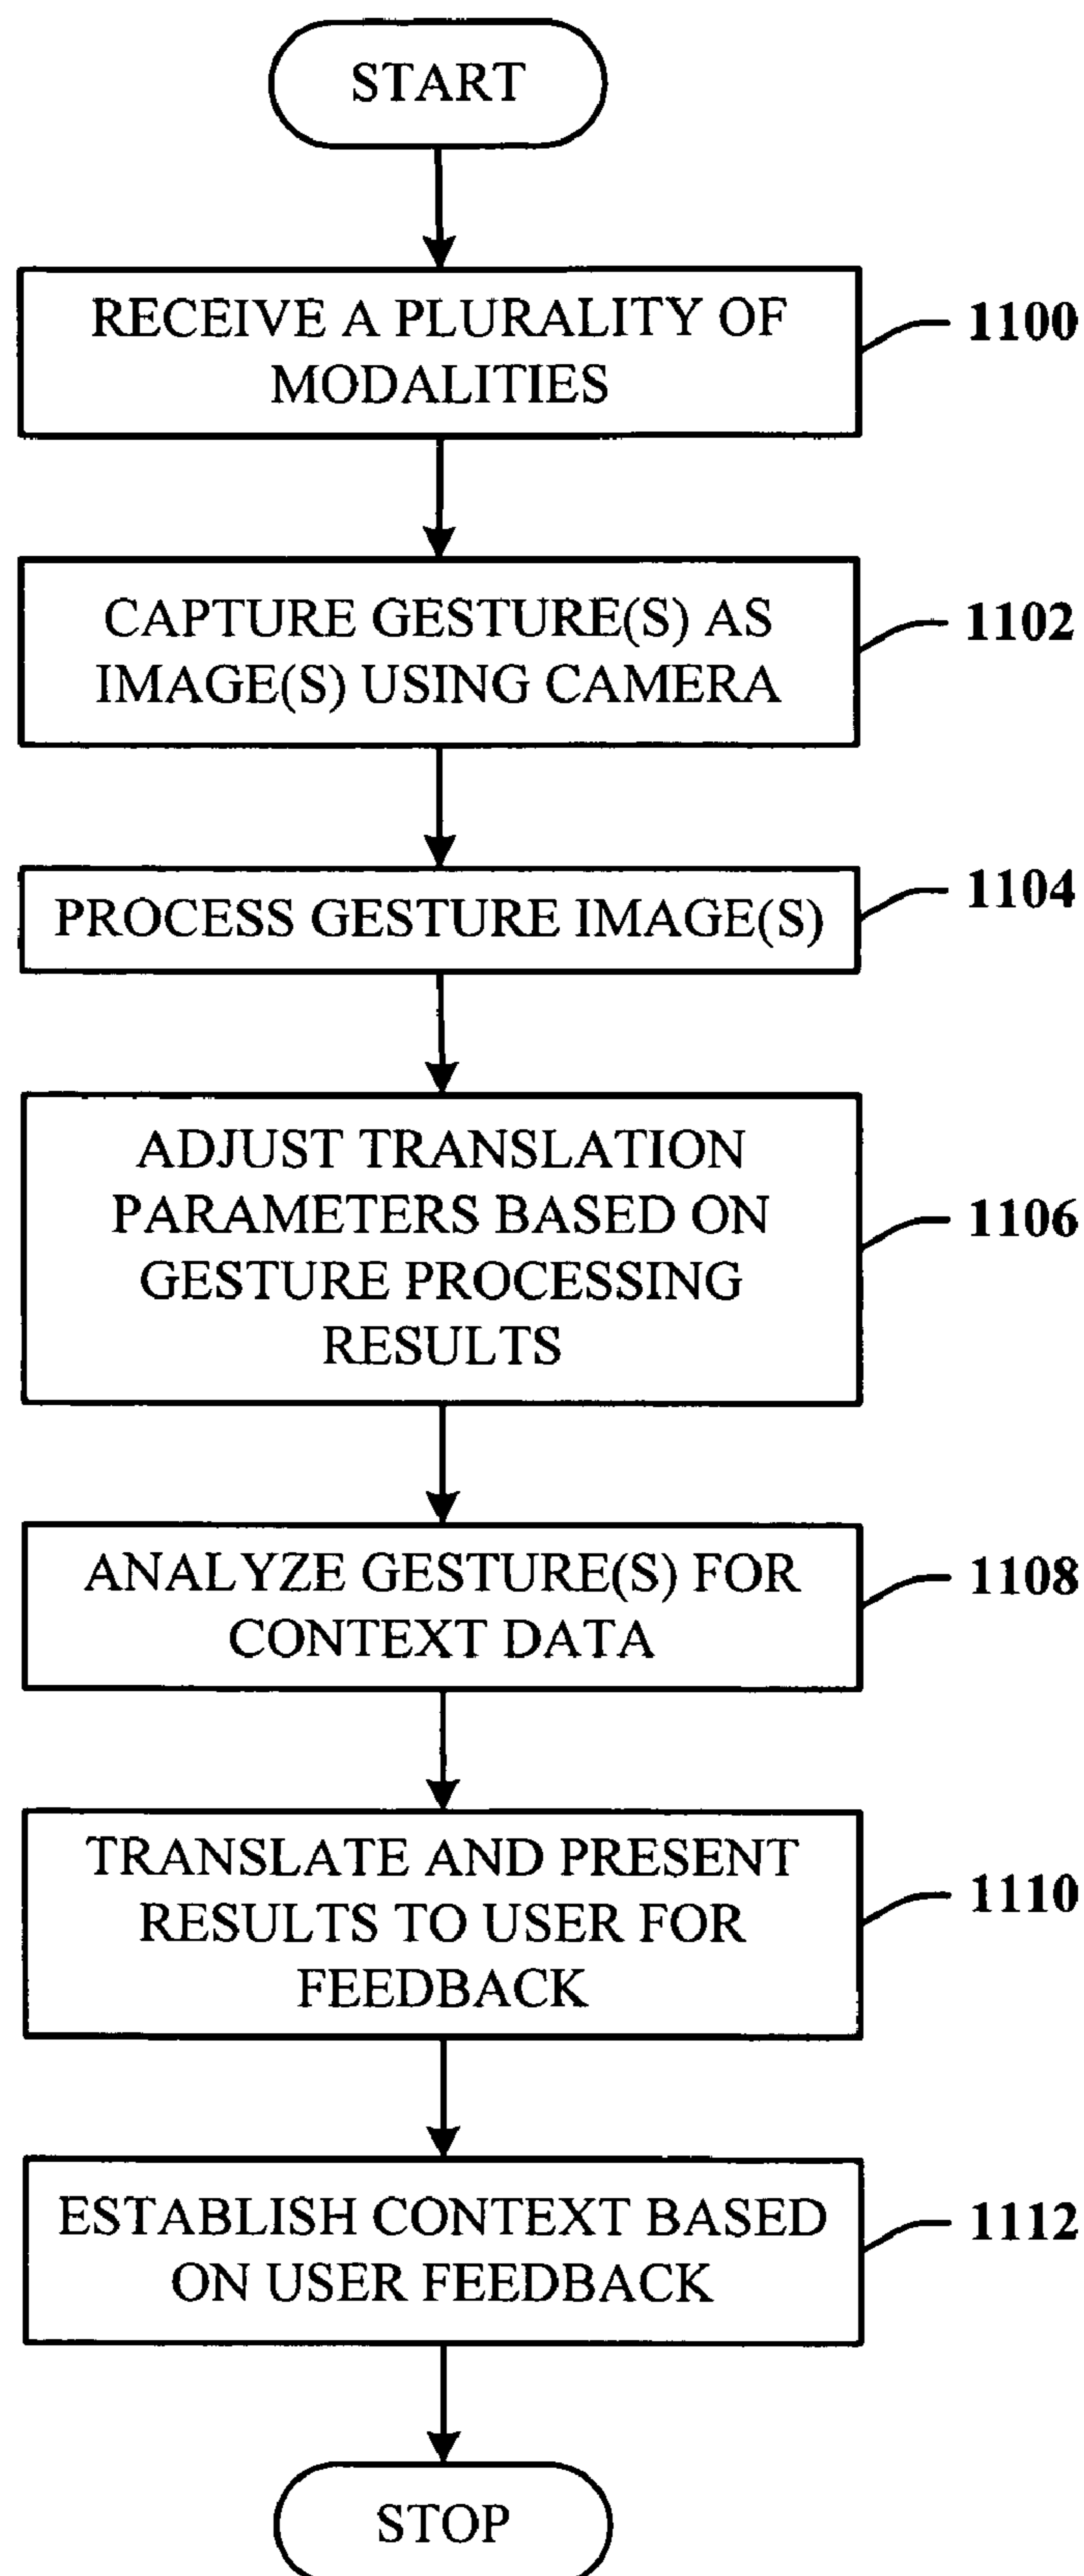 START
RECEIVE A PLURALITY OF
MODALITIES
1100
CAPTURE GESTURE(S) AS
IMAGE(S) USING CAMERA
1102
PROCESS GESTURE IMAGE(S)
1104
ADJUST TRANSLATION
PARAMETERS BASED ON
GESTURE PROCESSING
RESULTS
1106
ANALYZE GESTURE(S) FOR
CONTEXT DATA
1108
TRANSLATE AND PRESENT
RESULTS TO USER FOR
FEEDBACK
1110
ESTABLISH CONTEXT BASED
ON USER FEEDBACK
1112
STOP